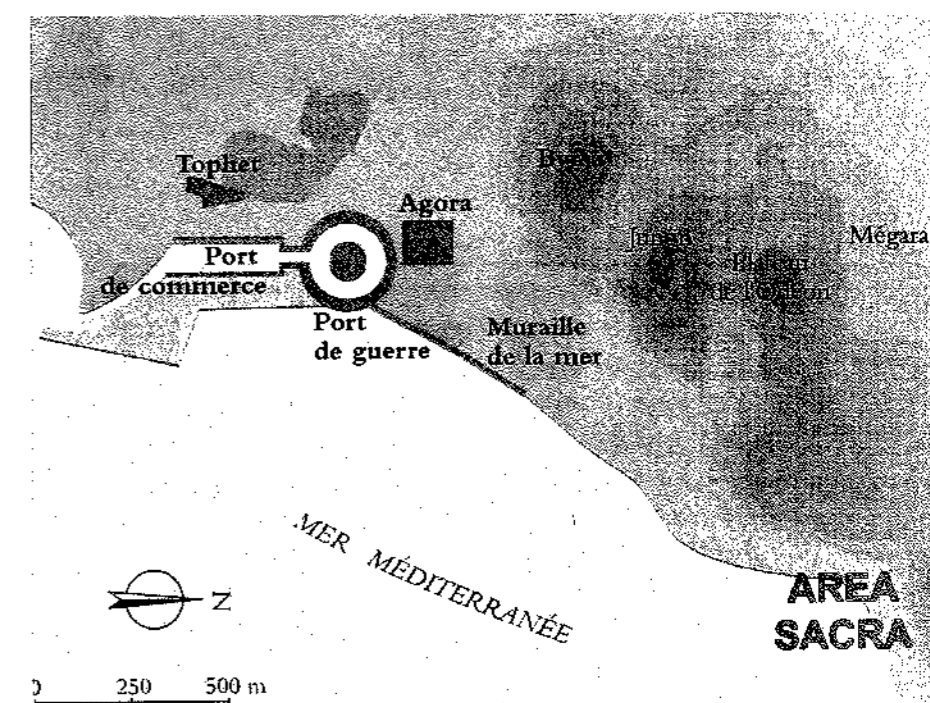 Tophet
Agora
Mégara
Port
de commerce
Port
de guerre
Muraille
de la mer
MER MÉDITERRANÉE
AREA
SACRA
Z
250 500 m